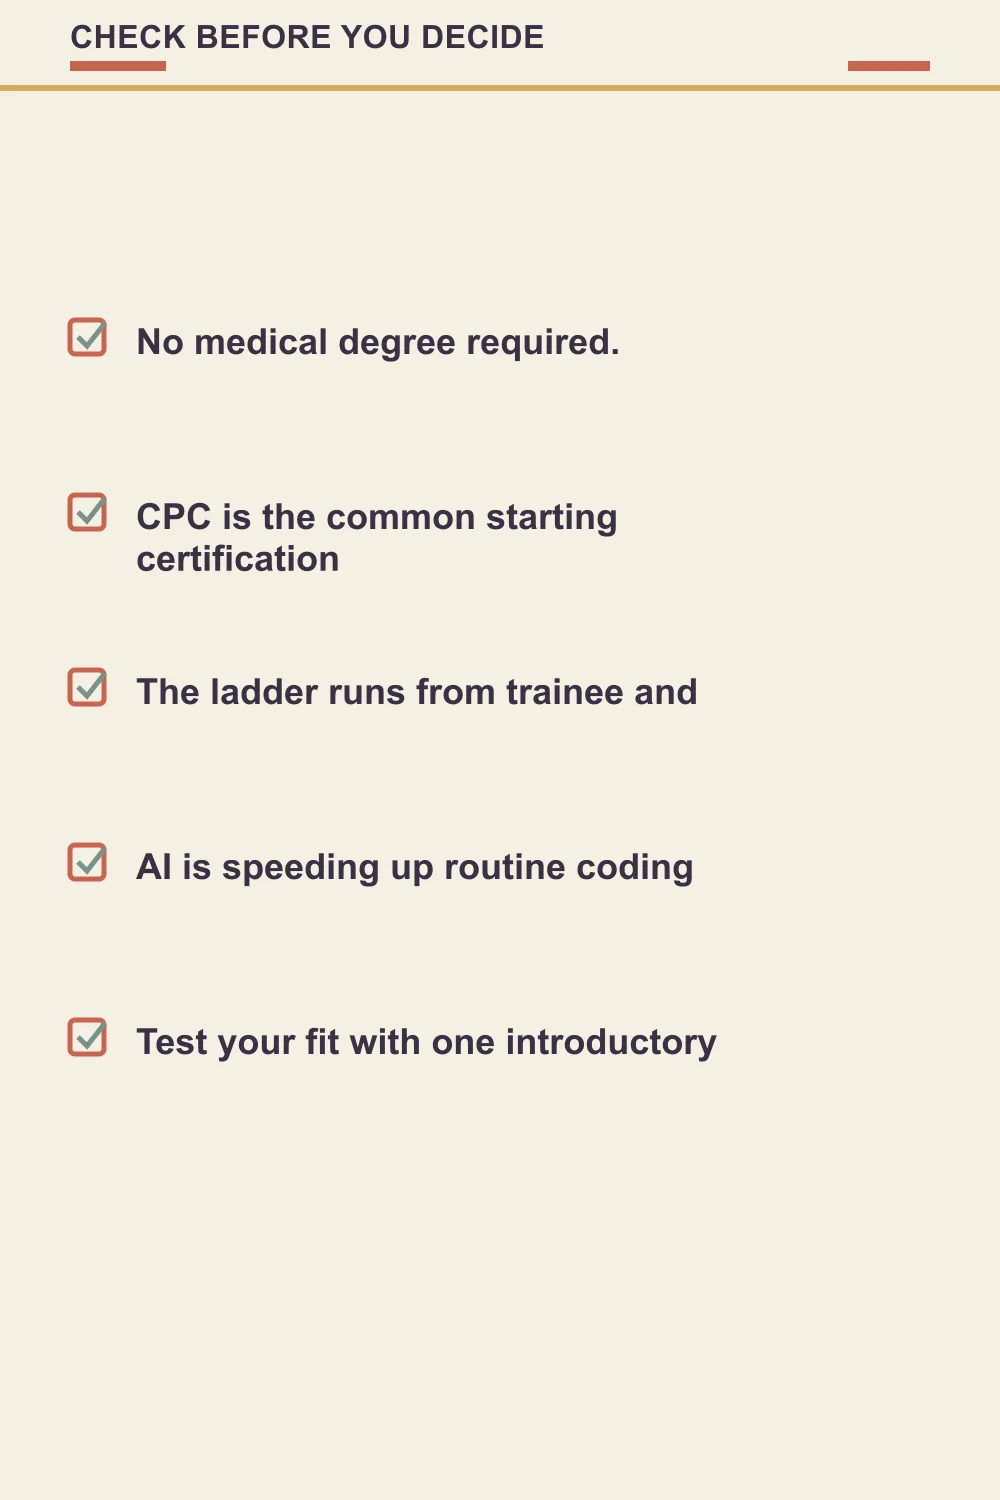 CHECK BEFORE YOU DECIDE
No medical degree required.
CPC is the common starting
certification
The ladder runs from trainee and
AI is speeding up routine coding
Test your fit with one introductory